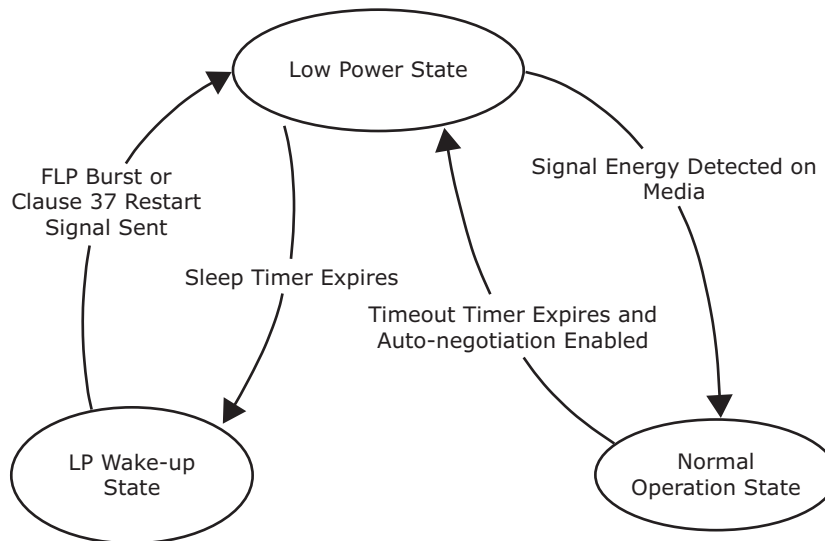 Low Power State
FLP Burst or
Clause 37 Restart
Signal Sent
Signal Energy Detected on
Media
Sleep Timer Expires
Timeout Timer Expires and
Auto-negotiation Enabled
LP Wake-up
State
Normal
Operation State